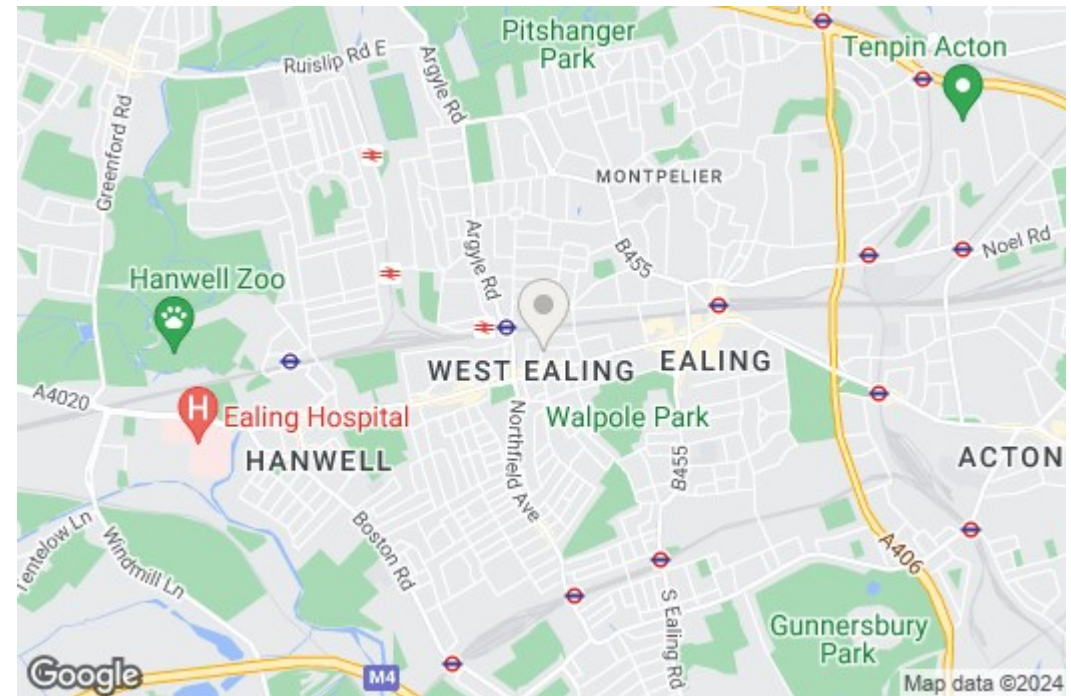 Pitshanger
Park
Tenpin Acton
Ruislip Rd E
Argyle Rd
Greenford Rd
MONTPELIER
Argyle Rd
B455
Noel Rd
Hanwell Zoo
WEST EALING
EALING
A4020
H
Ealing Hospital
Walpole Park
Northfield Ave
HANWELL
B455
ACTON
Tentelow Ln
Windmill Ln
Boston Rd
A406
S Ealing Rd
Gunnersbury
Park
M4
Google
Map data ©2024